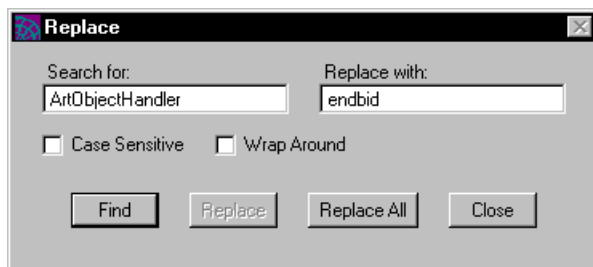 Replace
Search for: Replace with:
ArtObjectHandler endbid
Case Sensitive Wrap Around
Find Replace Replace All Close